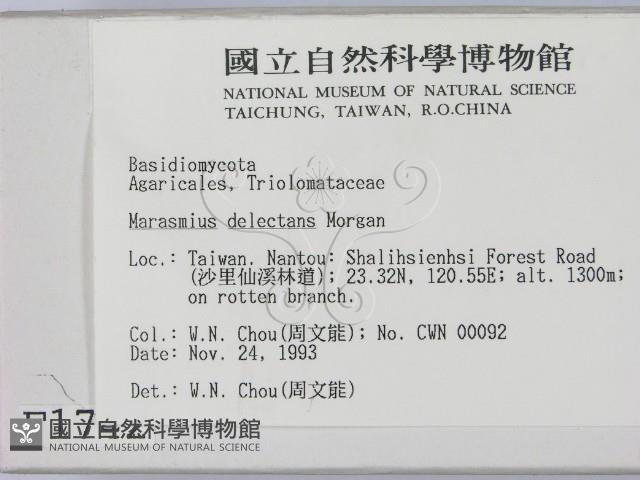 國立自然科學博物館
NATIONAL MUSEUM OF NATURAL SCIENCE
TAICHUNG, TAIWAN, R.O.CHINA
Basidiomycota
Agaricales, Triolomataceae
Marasmius delectans Morgan
Loc.: Taiwan. Nantou: Shalihsienhsi Forest Road
(沙里仙溪林道); 23.32N, 120.55E; alt. 1300m;
on rotten branch.
Col.: W.N. Chou(周文能); No. CWN 00092
Date: Nov. 24, 1993
Det.: W.N. Chou(周文能)
國立自然科學博物館
NATIONAL MUSEUM OF NATURAL SCIENCE